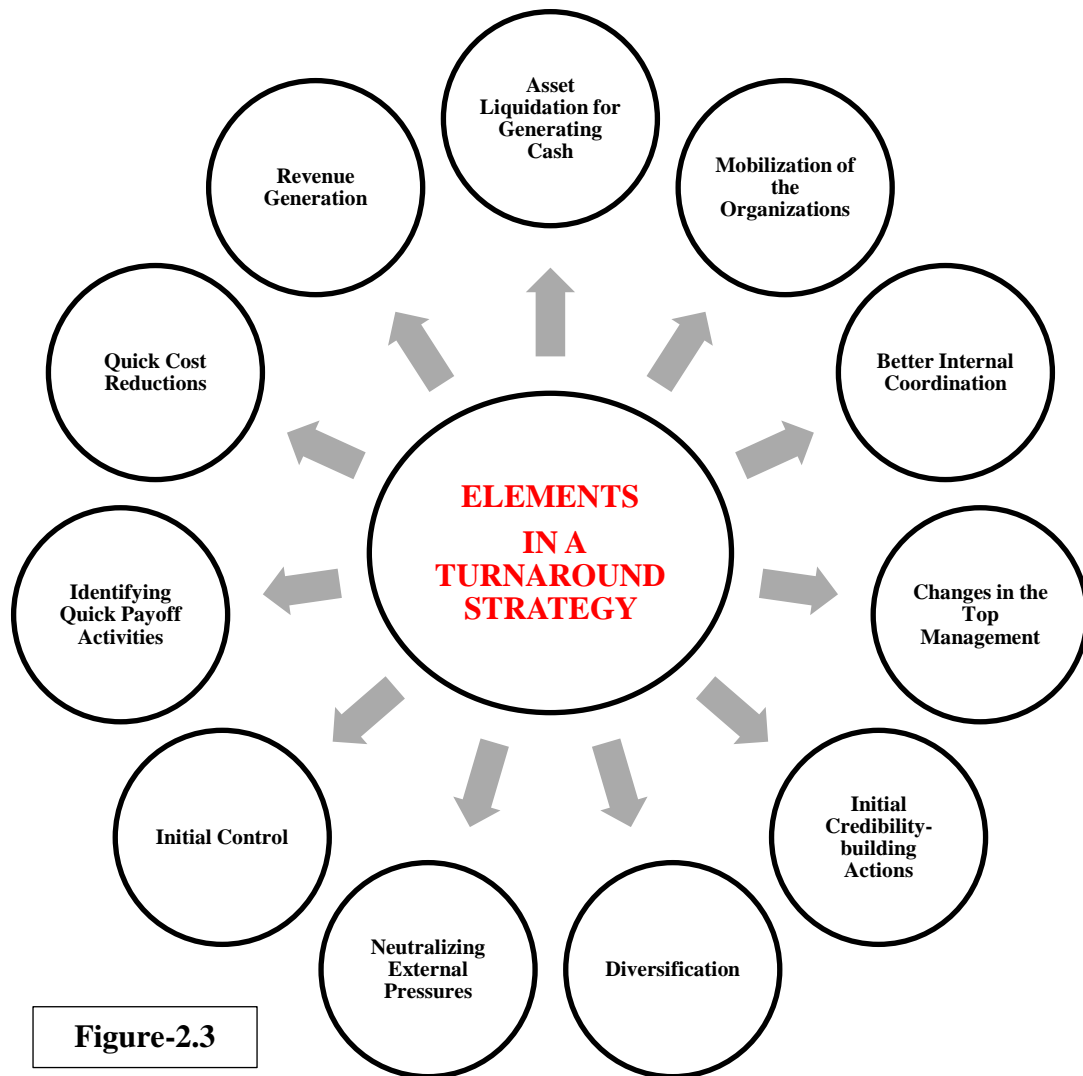 Asset
Liquidation for
Generating
Cash
Mobilization of
the
Organizations
Better Internal
Coordination
Changes in the
Top
Management
Initial
Credibility-
building
Actions
Diversification
Neutralizing
External
Pressures
Initial Control
Identifying
Quick Payoff
Activities
Quick Cost
Reductions
Revenue
Generation
ELEMENTS
IN A
TURNAROUND
STRATEGY
Figure-2.3